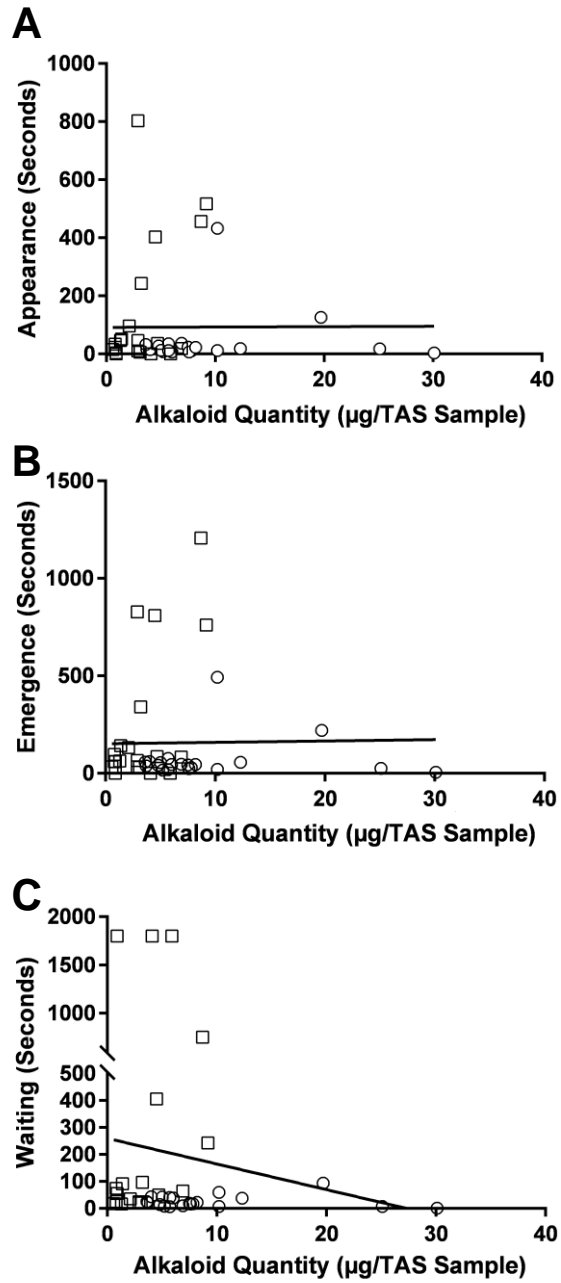 A
1000
800
600
400
200
0
Appearance (Seconds)
0 10 20 30 40
Alkaloid Quantity (µg/TAS Sample)
B
1500
1000
500
0
Emergence (Seconds)
0 10 20 30 40
Alkaloid Quantity (µg/TAS Sample)
C
2000
1500
1000
500
400
300
200
100
0
Waiting (Seconds)
0 10 20 30 40
Alkaloid Quantity (µg/TAS Sample)